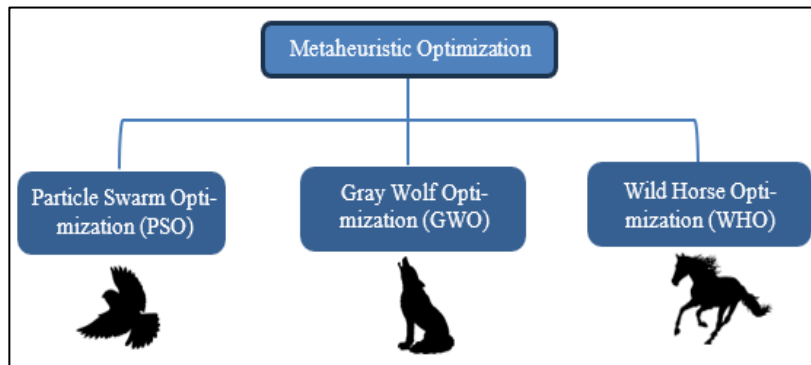 Metaheuristic Optimization
Particle Swarm Opti-
mization (PSO)
Gray Wolf Opti-
mization (GWO)
Wild Horse Opti-
mization (WHO)